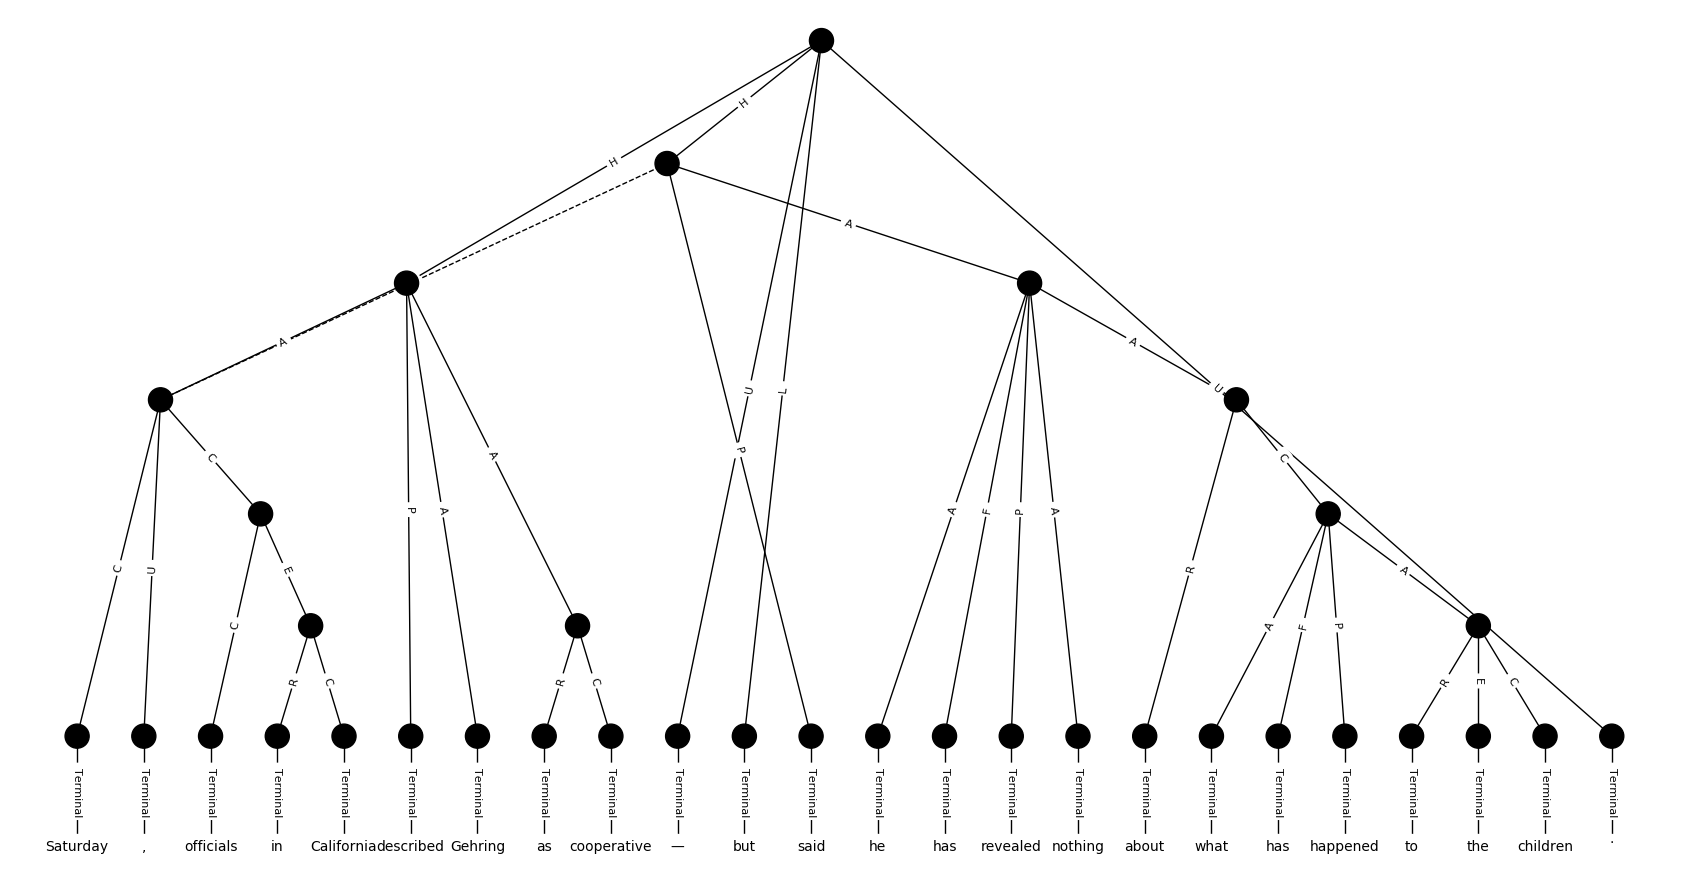 H
H
A
A
A
U
U
L
C
P
C
A
C
U
P
A
A
F
P
A
C
E
R
A
C
A
F
P
R
C
R
C
R
E
C
Terminal Terminal Terminal Terminal Terminal Terminal Terminal Terminal Terminal Terminal Terminal Terminal Terminal Terminal Terminal Terminal Terminal Terminal Terminal Terminal Terminal Terminal Terminal Terminal
Saturday , officials in California described Gehring as cooperative — but said he has revealed nothing about what has happened to the children .